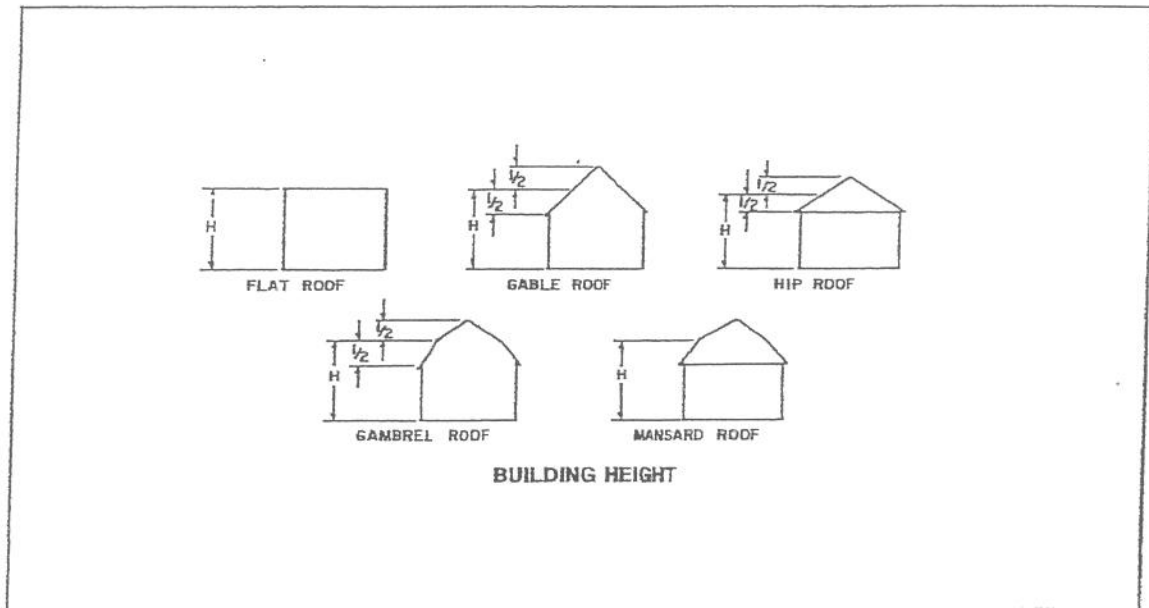 1/2
1/2
H
H
FLAT ROOF
GABLE ROOF
1/2
1/2
H
HIP ROOF
1/2
1/2
H
GAMBREL ROOF
H
MANSARD ROOF
BUILDING HEIGHT